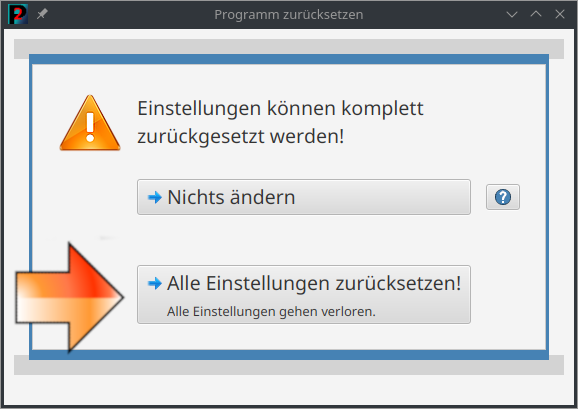 Programm zurücksetzen
Einstellungen können komplett
zurückgesetzt werden!
Nichts ändern
Alle Einstellungen zurücksetzen!
Alle Einstellungen gehen verloren.